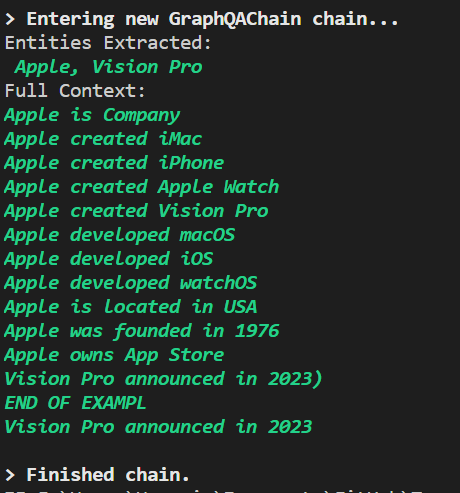 > Entering new GraphQAChain chain...
Entities Extracted:
Apple, Vision Pro
Full Context:
Apple is Company
Apple created iMac
Apple created iPhone
Apple created Apple Watch
Apple created Vision Pro
Apple developed macOS
Apple developed iOS
Apple developed watchOS
Apple is located in USA
Apple was founded in 1976
Apple owns App Store
Vision Pro announced in 2023)
END OF EXAMPL
Vision Pro announced in 2023
> Finished chain.